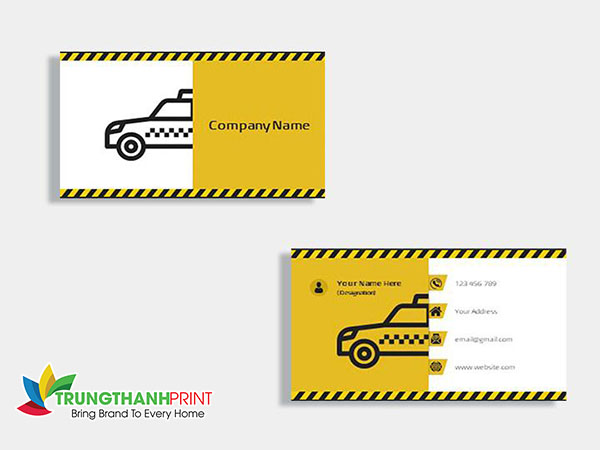 Company Name
Your Name Here
(Designation)
123 456 789
Your Address
email@gmail.com
www.website.com
TRUNGTHANHPRINT
Bring Brand To Every Home